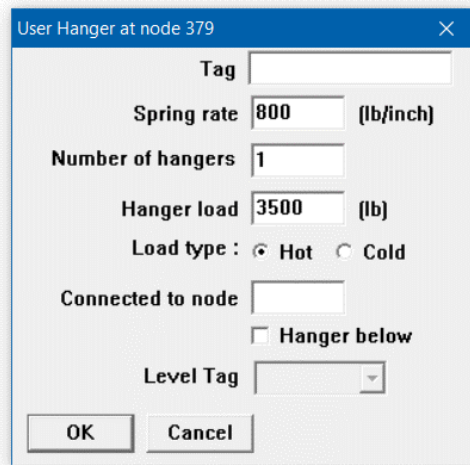 User Hanger at node 379
Tag
Spring rate 800 (lb/inch)
Number of hangers 1
Hanger load 3500 (lb)
Load type : Hot Cold
Connected to node
Hanger below
Level Tag
OK Cancel